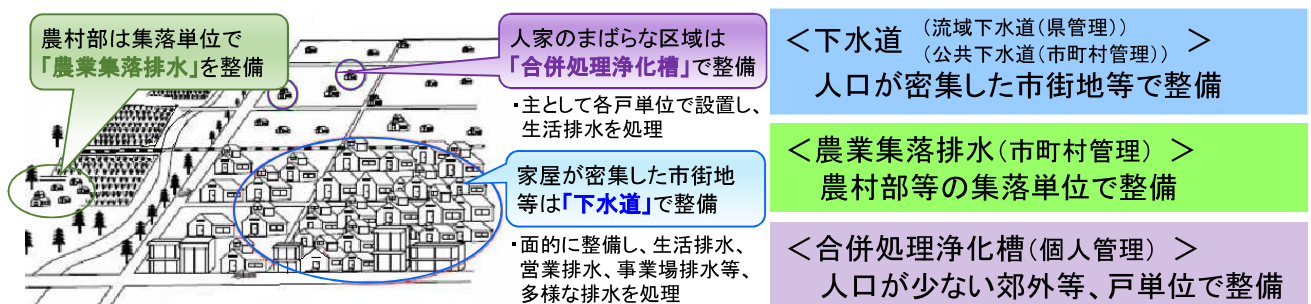 農村部は集落単位で
「農業集落排水」を整備
人家のまばらな区域は
「合併処理浄化槽」で整備
・主として各戸単位で設置し、
生活排水を処理
家屋が密集した市街地
等は「下水道」で整備
・面的に整備し、生活排水、
営業排水、事業場排水等、
多様な排水を処理
＜下水道 （流域下水道（県管理））
（公共下水道（市町村管理）） ＞
人口が密集した市街地等で整備
＜農業集落排水（市町村管理） ＞
農村部等の集落単位で整備
＜合併処理浄化槽（個人管理） ＞
人口が少ない郊外等、戸単位で整備